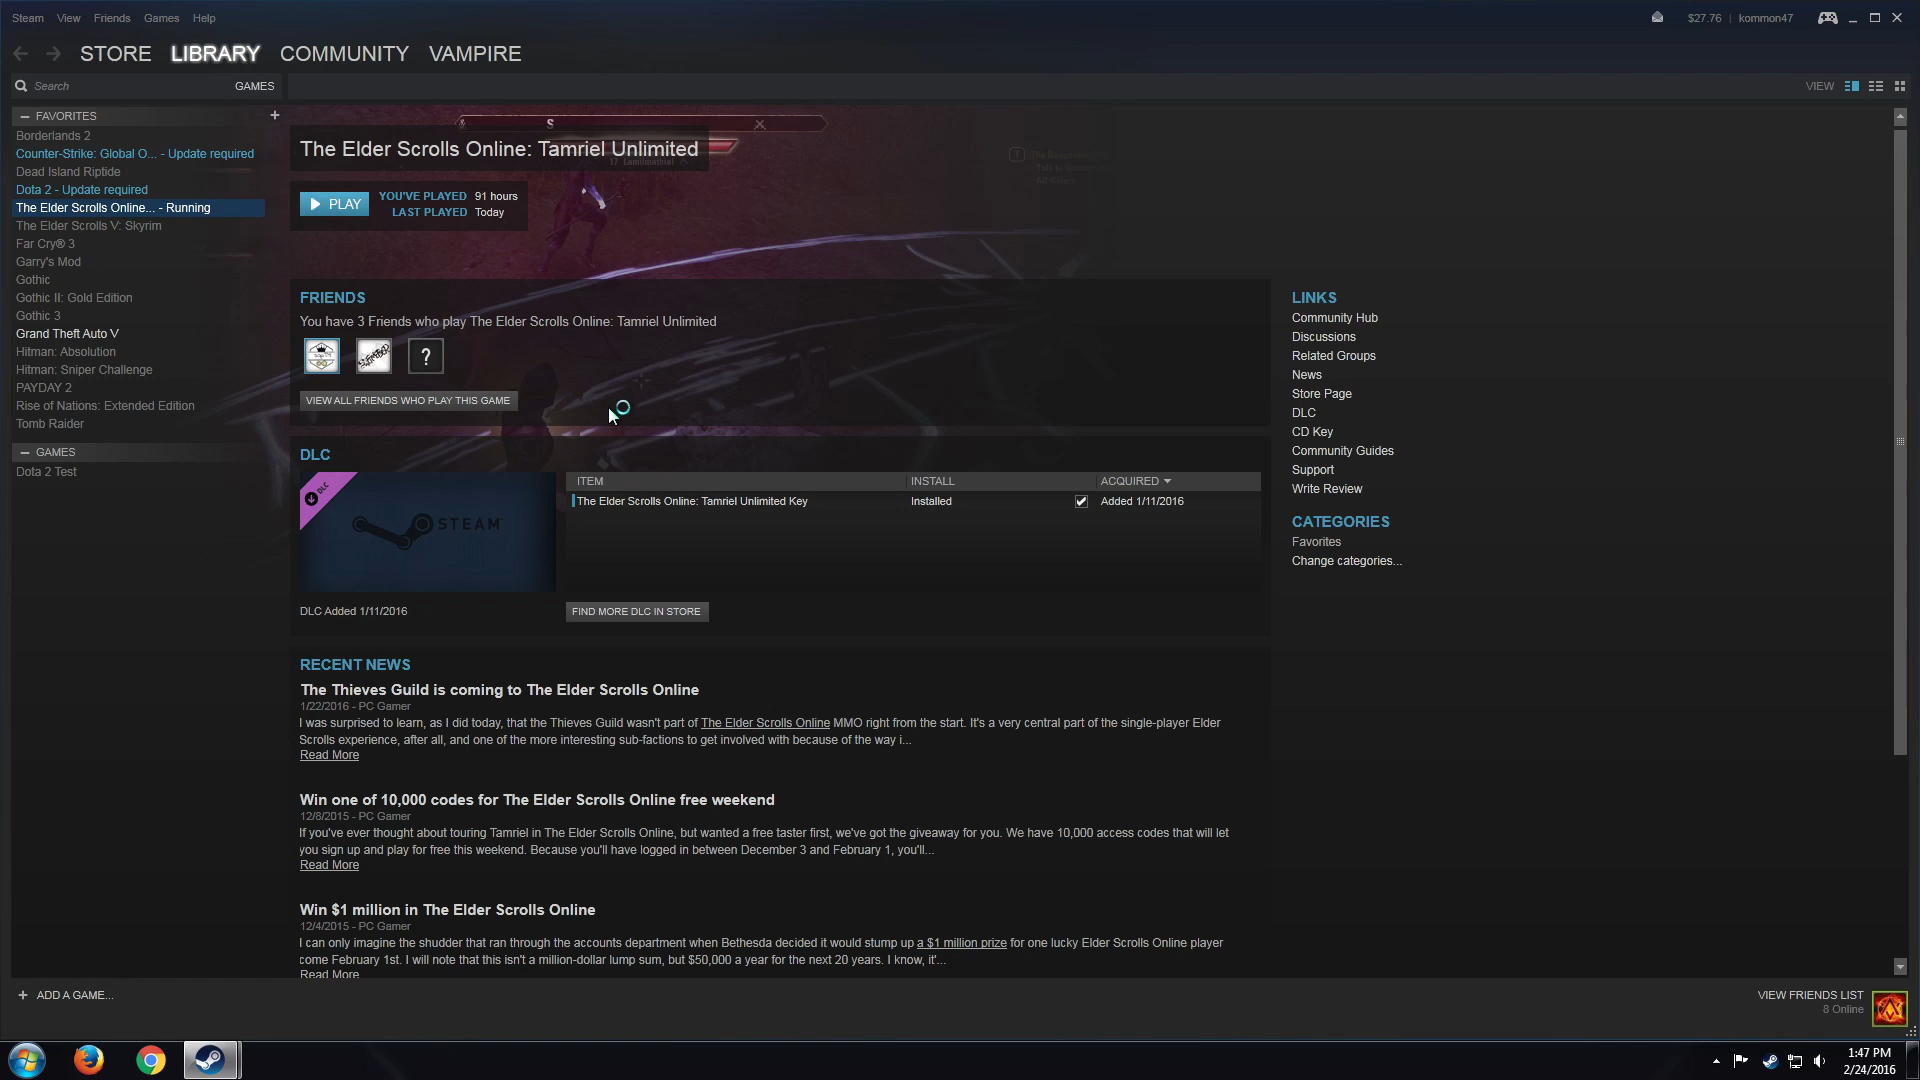 Steam View Friends Games Help
$27.76 | kommon47
STORE LIBRARY COMMUNITY VAMPIRE
Search GAMES
VIEW
— FAVORITES +
Borderlands 2
Counter-Strike: Global O... - Update required
Dead Island Riptide
Dota 2 - Update required
The Elder Scrolls Online... - Running
The Elder Scrolls V: Skyrim
Far Cry® 3
Garry's Mod
Gothic
Gothic II: Gold Edition
Gothic 3
Grand Theft Auto V
Hitman: Absolution
Hitman: Sniper Challenge
PAYDAY 2
Rise of Nations: Extended Edition
Tomb Raider
— GAMES
Dota 2 Test
S
The Elder Scrolls Online: Tamriel Unlimited
PLAY
YOU'VE PLAYED 91 hours
LAST PLAYED Today
FRIENDS
You have 3 Friends who play The Elder Scrolls Online: Tamriel Unlimited
?
VIEW ALL FRIENDS WHO PLAY THIS GAME
DLC
DLC
STEAM
DLC Added 1/11/2016
ITEM INSTALL ACQUIRED
The Elder Scrolls Online: Tamriel Unlimited Key Installed Added 1/11/2016
FIND MORE DLC IN STORE
RECENT NEWS
The Thieves Guild is coming to The Elder Scrolls Online
1/22/2016 - PC Gamer
I was surprised to learn, as I did today, that the Thieves Guild wasn't part of The Elder Scrolls Online MMO right from the start. It's a very central part of the single-player Elder
Scrolls experience, after all, and one of the more interesting sub-factions to get involved with because of the way i...
Read More
Win one of 10,000 codes for The Elder Scrolls Online free weekend
12/8/2015 - PC Gamer
If you've ever thought about touring Tamriel in The Elder Scrolls Online, but wanted a free taster first, we've got the giveaway for you. We have 10,000 access codes that will let
you sign up and play for free this weekend. Because you'll have logged in between December 3 and February 1, you'll...
Read More
Win $1 million in The Elder Scrolls Online
12/4/2015 - PC Gamer
I can only imagine the shudder that ran through the accounts department when Bethesda decided it would stump up a $1 million prize for one lucky Elder Scrolls Online player
come February 1st. I will note that this isn't a million-dollar lump sum, but $50,000 a year for the next 20 years. I know, it'...
Read More
LINKS
Community Hub
Discussions
Related Groups
News
Store Page
DLC
CD Key
Community Guides
Support
Write Review
CATEGORIES
Favorites
Change categories...
+ ADD A GAME...
VIEW FRIENDS LIST
8 Online
1:47 PM
2/24/2016